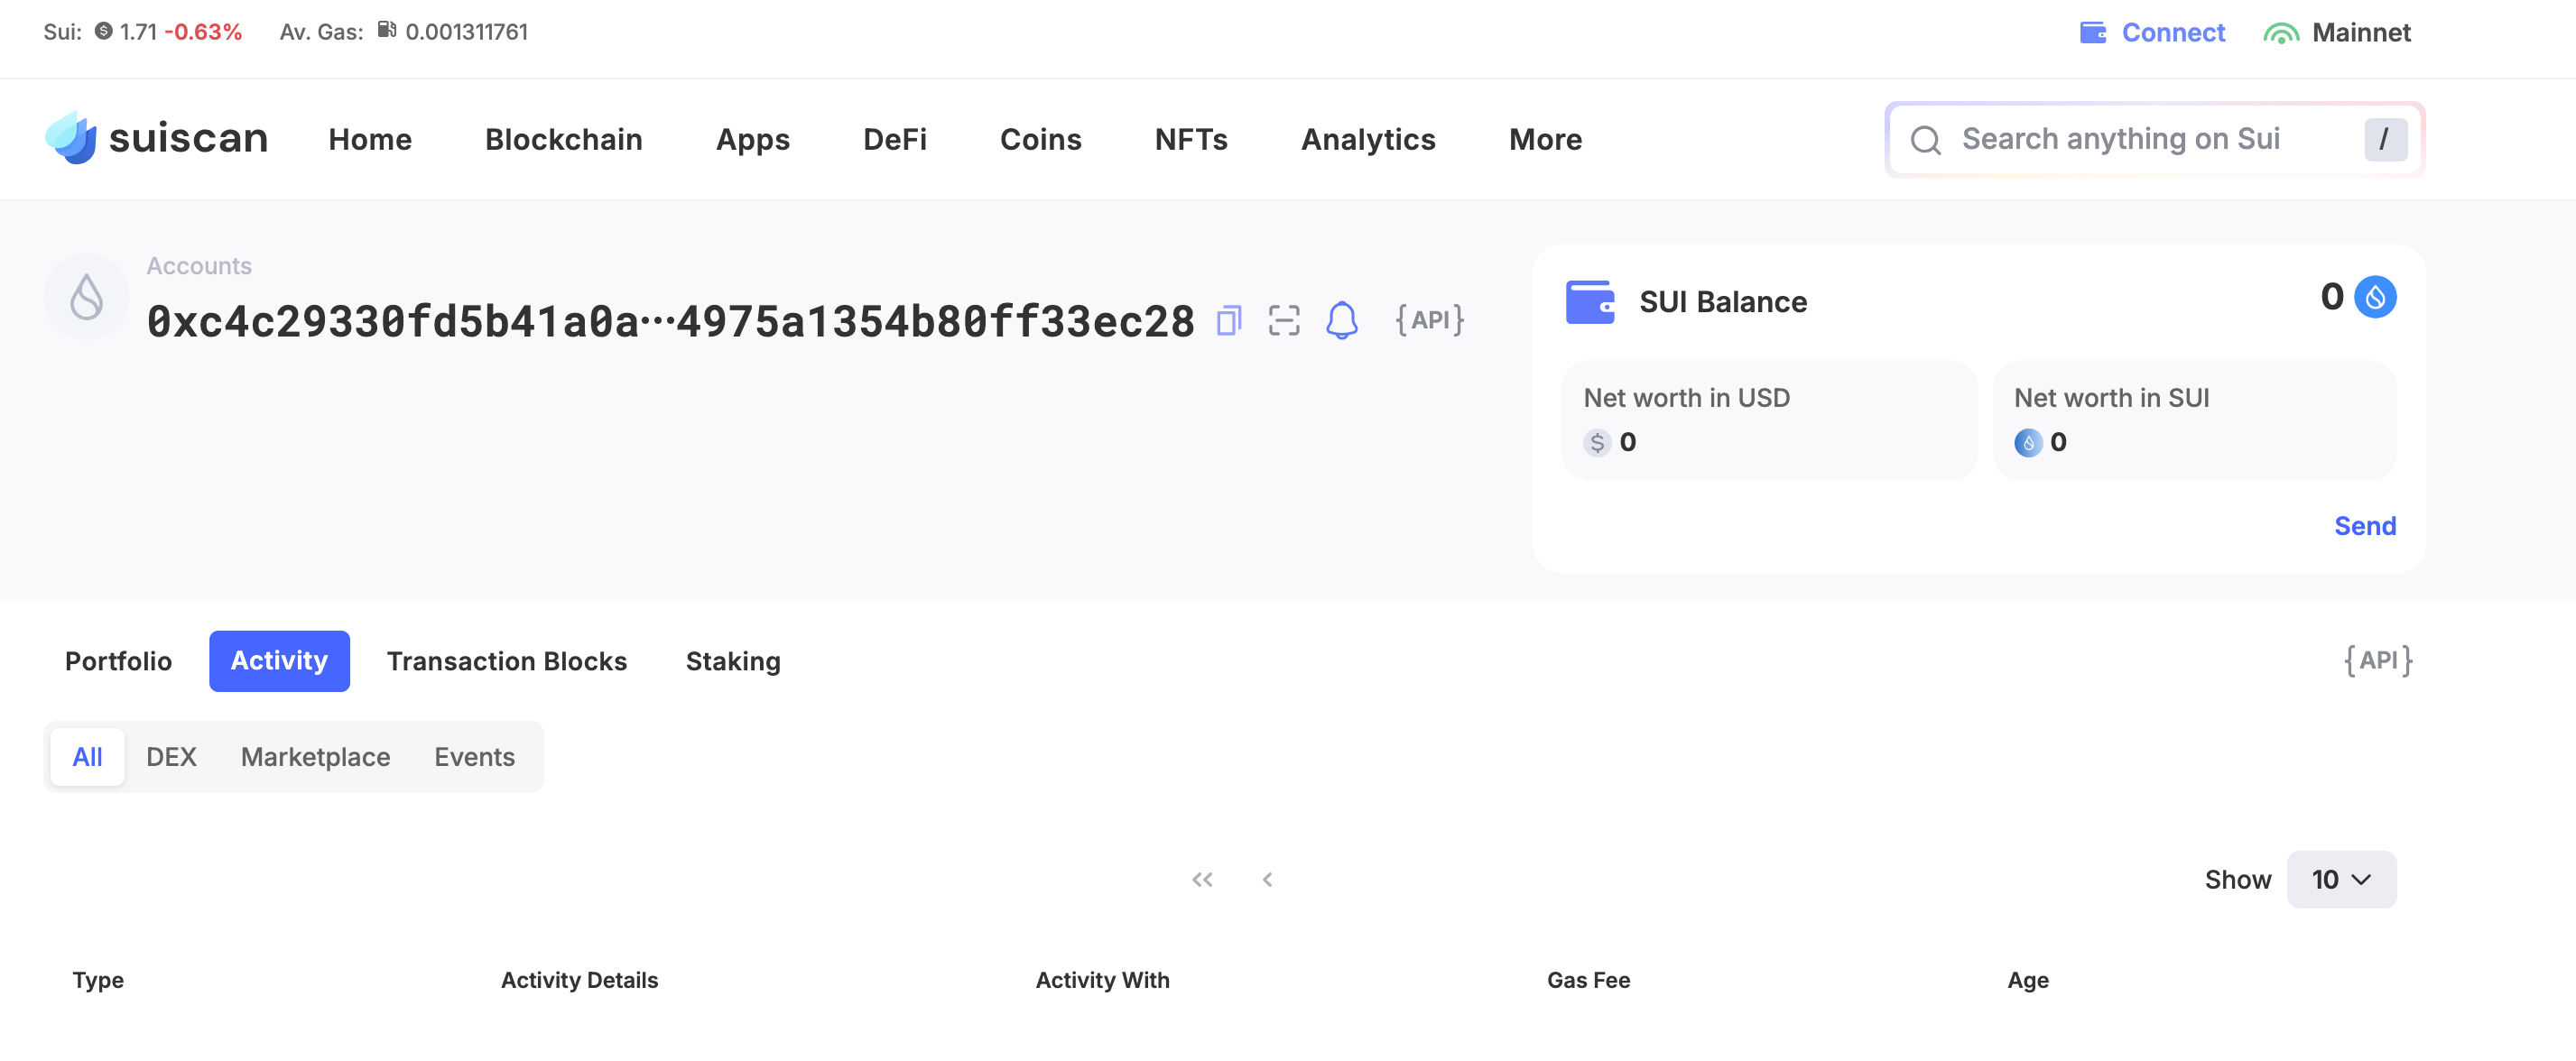 Sui: 1.71 -0.63% Av. Gas: 0.001311761
Connect Mainnet
suiscan Home Blockchain Apps DeFi Coins NFTs Analytics More Search anything on Sui /
Accounts
0xc4c29330fd5b41a0a···4975a1354b80ff33ec28 {API}
SUI Balance 0
Net worth in USD
$ 0
Net worth in SUI
0
Send
Portfolio Activity Transaction Blocks Staking {API}
All DEX Marketplace Events
Show 10
Type Activity Details Activity With Gas Fee Age